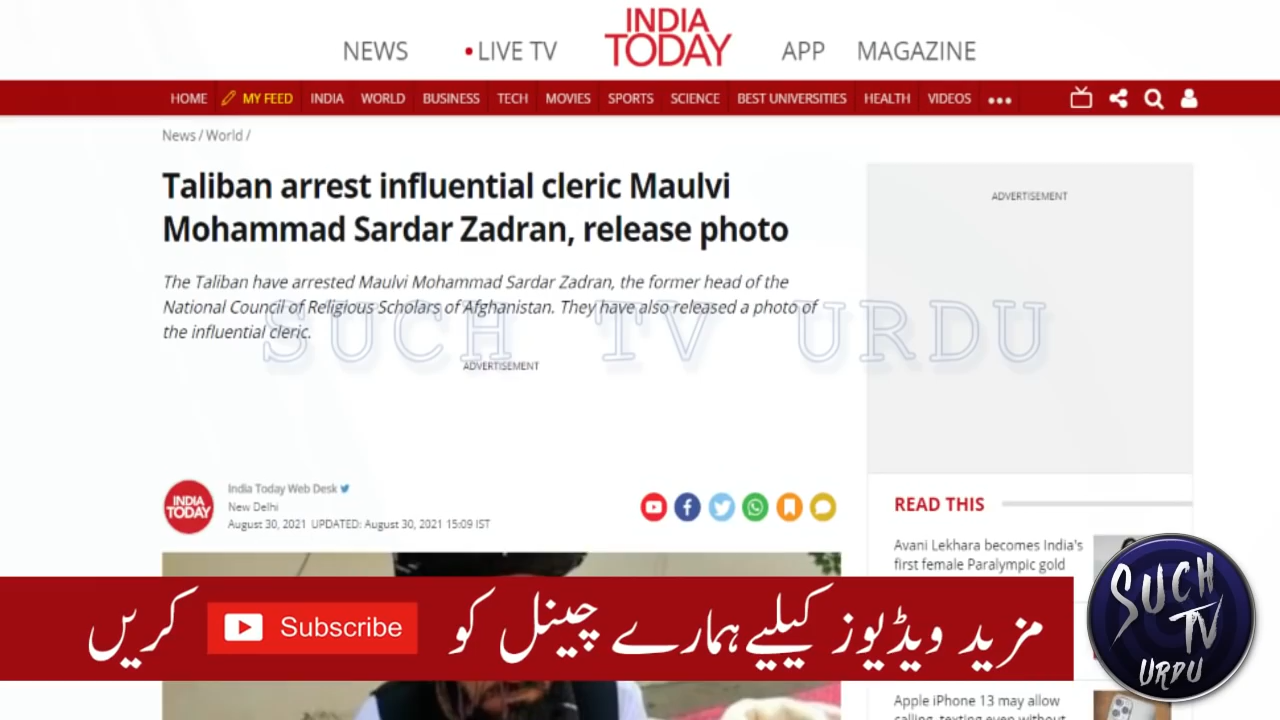 NEWS
• LIVE TV
INDIA
TODAY
APP
MAGAZINE
HOME MY FEED INDIA WORLD BUSINESS TECH MOVIES SPORTS SCIENCE BEST UNIVERSITIES HEALTH VIDEOS •••
News / World /
Taliban arrest influential cleric Maulvi
Mohammad Sardar Zadran, release photo
The Taliban have arrested Maulvi Mohammad Sardar Zadran, the former head of the
National Council of Religious Scholars of Afghanistan. They have also released a photo of
the influential cleric.
SUCH TV URDU
ADVERTISEMENT
ADVERTISEMENT
INDIA
TODAY
India Today Web Desk
New Delhi
August 30, 2021 UPDATED: August 30, 2021 15:09 IST
READ THIS
Avani Lekhara becomes India's
first female Paralympic gold
مزید ویڈیوز کیلیے ہمارے چینل کو Subscribe کریں
SUCH
TV
URDU
Apple iPhone 13 may allow
calling, texting even without